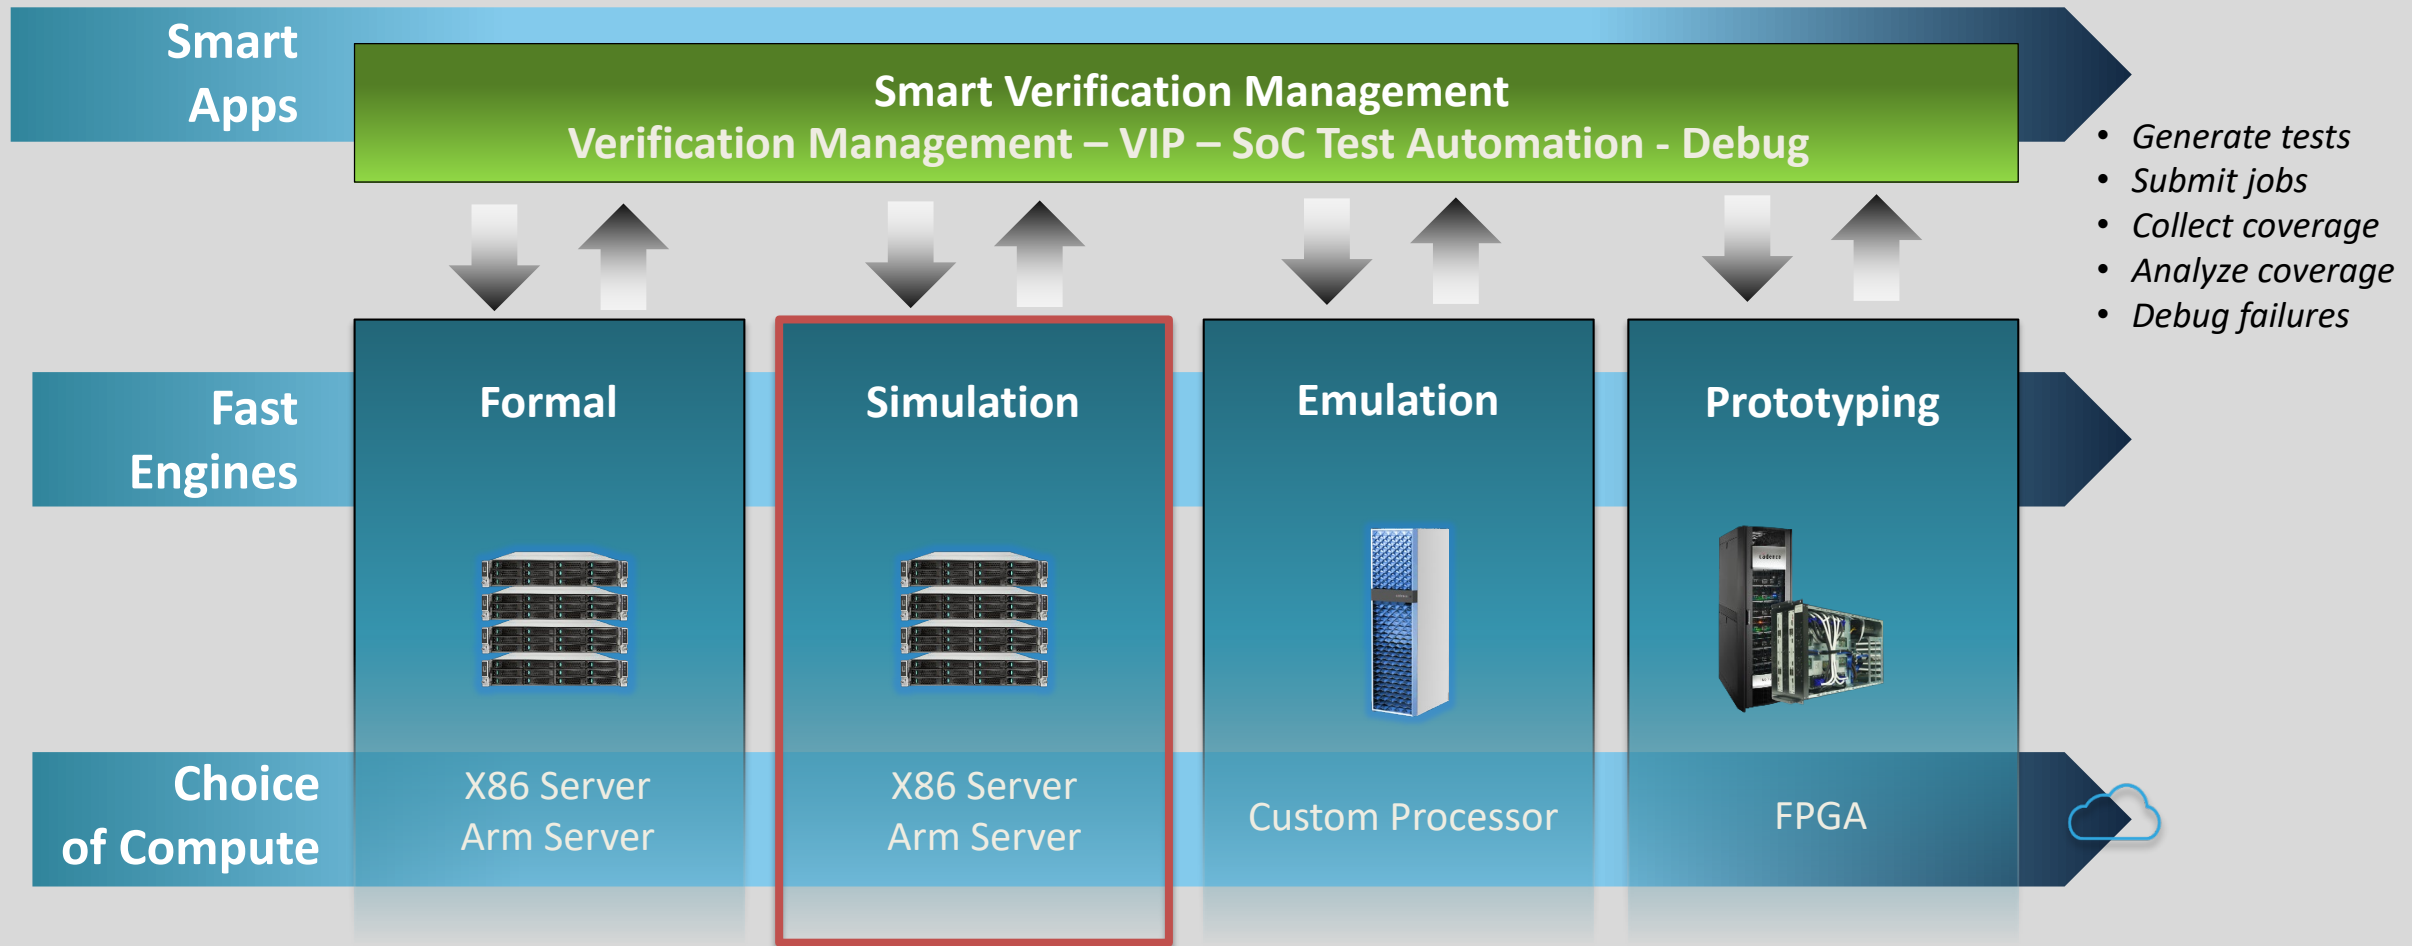 Smart
Apps
Smart Verification Management
Verification Management – VIP – SoC Test Automation - Debug
• Generate tests
• Submit jobs
• Collect coverage
• Analyze coverage
• Debug failures
Fast
Engines
Formal
Simulation
Emulation
Prototyping
cadence
Choice
of Compute
X86 Server
Arm Server
X86 Server
Arm Server
Custom Processor
FPGA